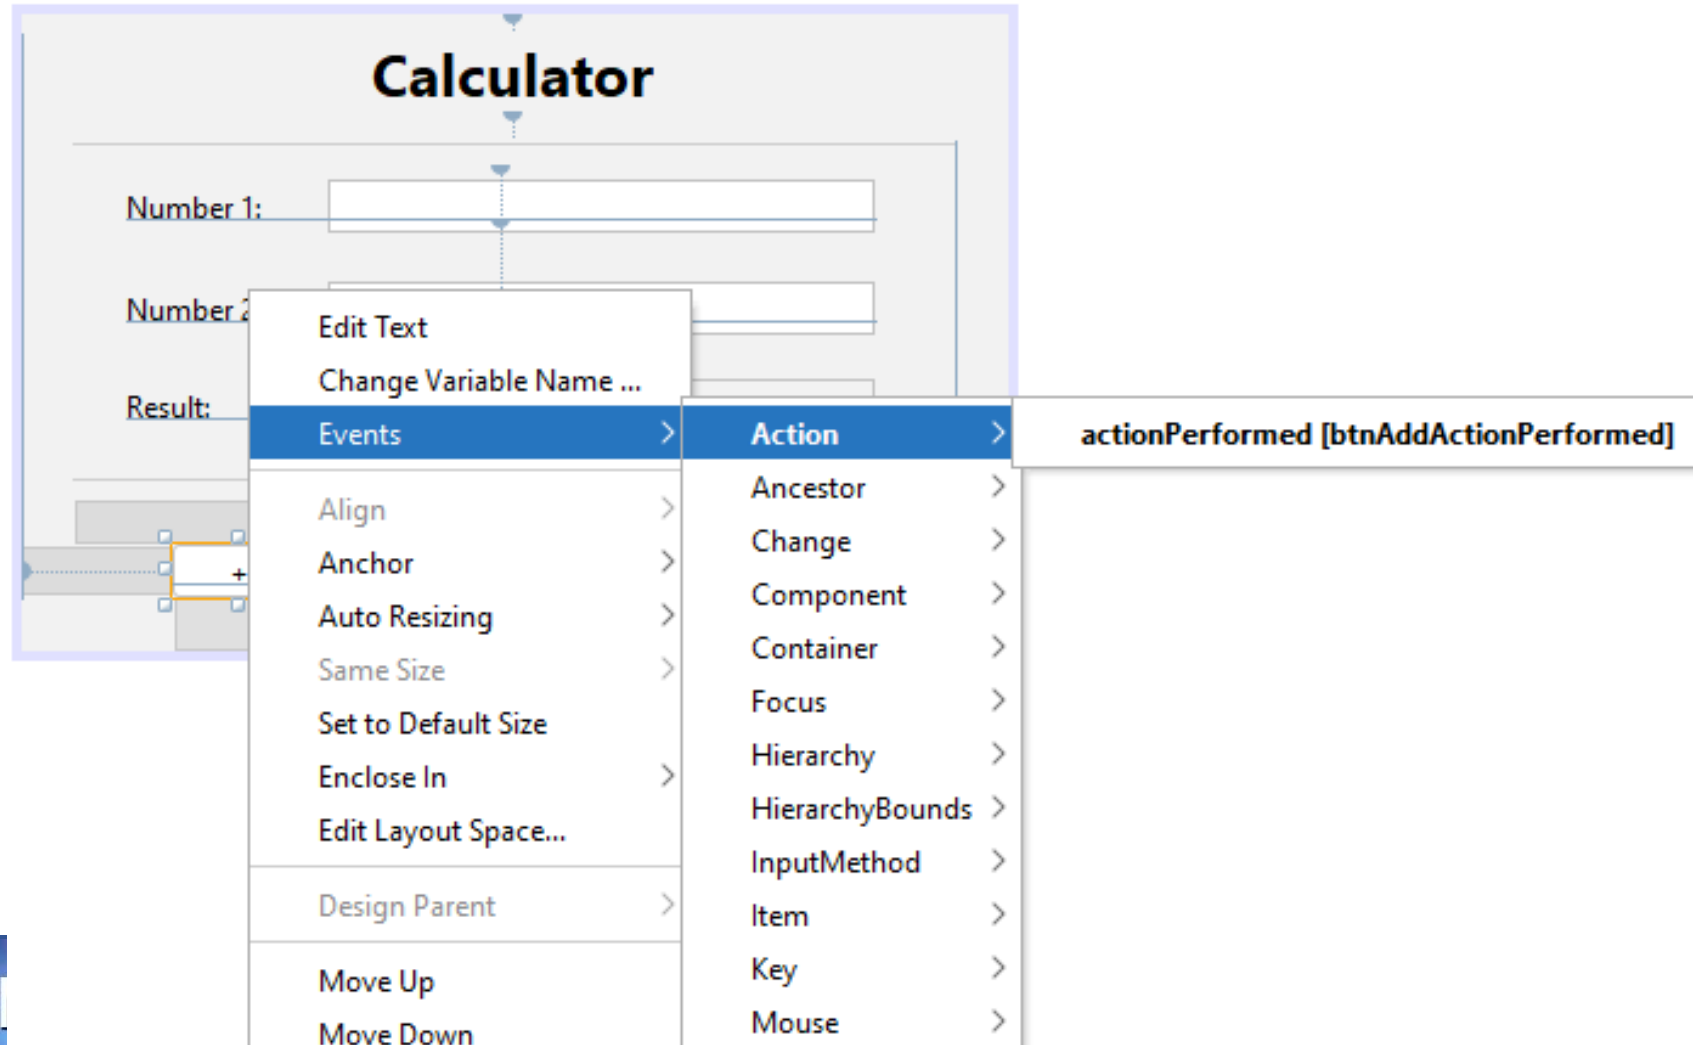 Calculator
Number 1:
Number 2
Result:
+
Edit Text
Change Variable Name ...
Events
Align
Anchor
Auto Resizing
Same Size
Set to Default Size
Enclose In
Edit Layout Space...
Design Parent
Move Up
Move Down
Action
Ancestor
Change
Component
Container
Focus
Hierarchy
HierarchyBounds
InputMethod
Item
Key
Mouse
actionPerformed [btnAddActionPerformed]